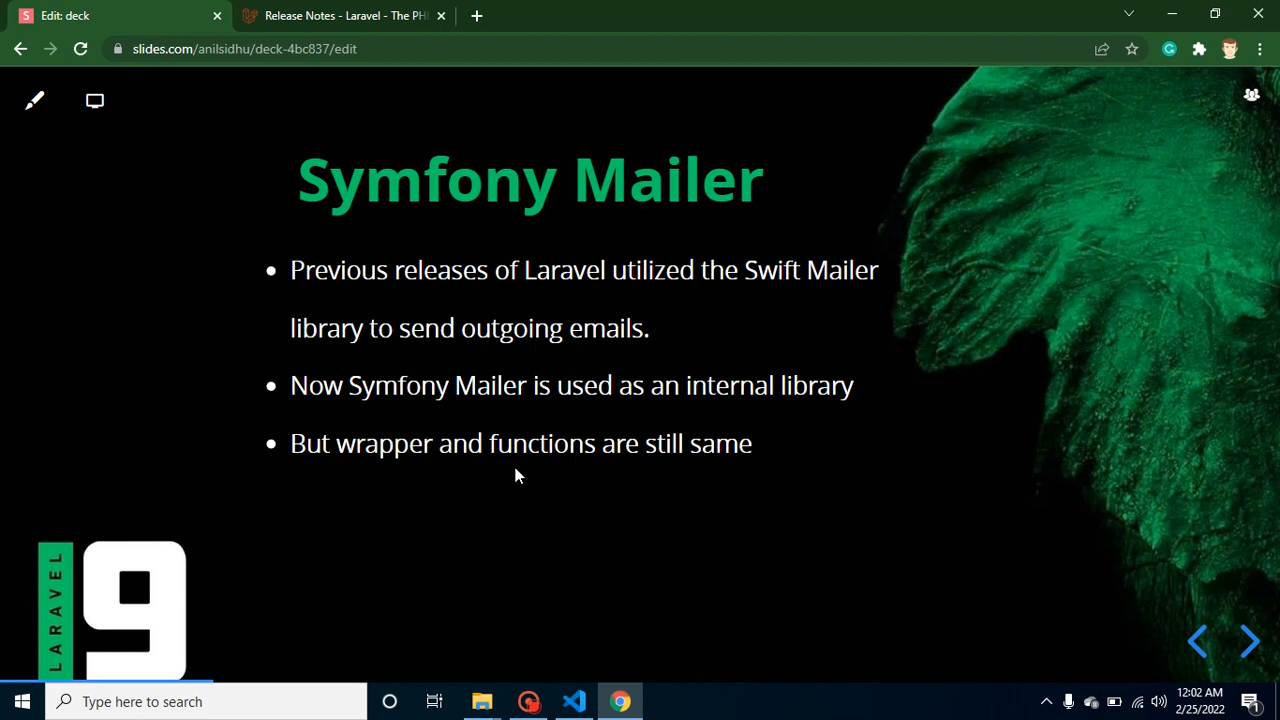 Edit: deck
Release Notes - Laravel - The PH
slides.com/anilsidhu/deck-4bc837/edit
Symfony Mailer
Previous releases of Laravel utilized the Swift Mailer
library to send outgoing emails.
Now Symfony Mailer is used as an internal library
But wrapper and functions are still same
LARAVEL
9
Type here to search
12:02 AM
2/25/2022
1